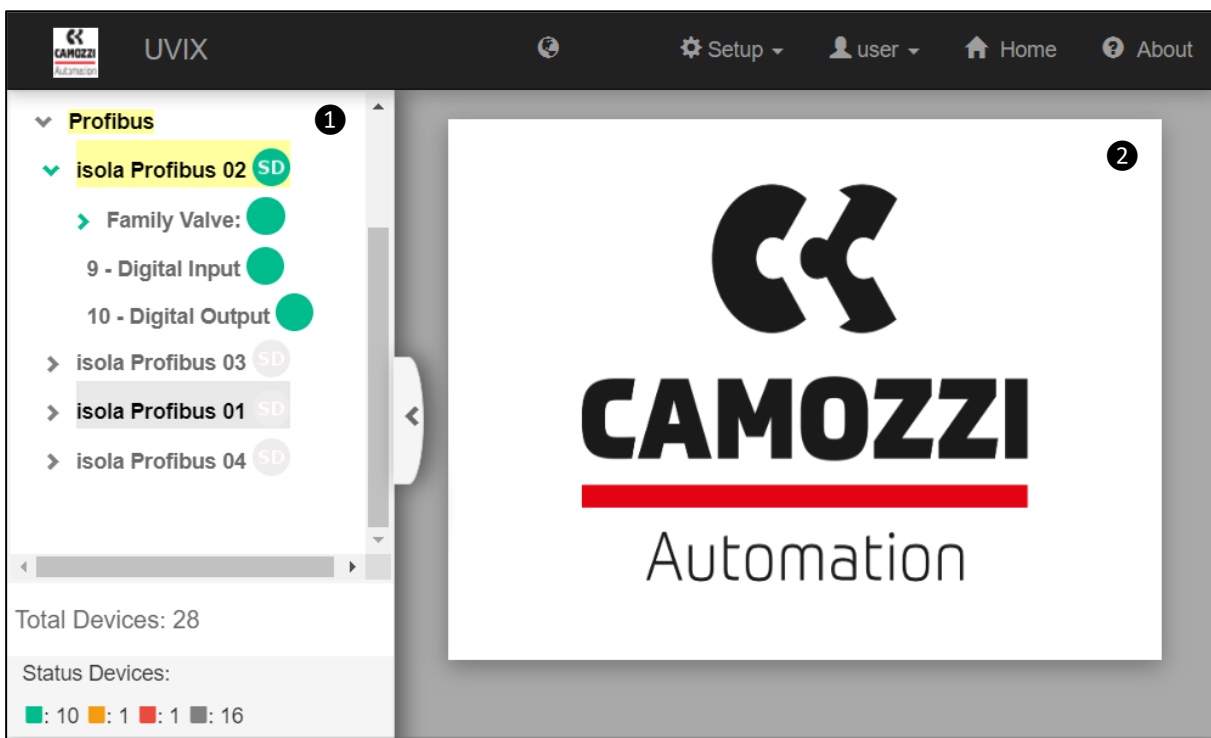 CAMOZZI
Automation
UVIX
Setup
user
Home
About
Profibus
1
isola Profibus 02 SD
Family Valve:
9 - Digital Input
10 - Digital Output
isola Profibus 03 SD
isola Profibus 01 SD
isola Profibus 04 SD
Total Devices: 28
Status Devices:
: 10 : 1 : 1 : 16
2
CAMOZZI
Automation